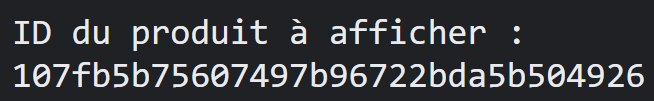 ID du produit à afficher :
107fb5b75607497b96722bda5b504926